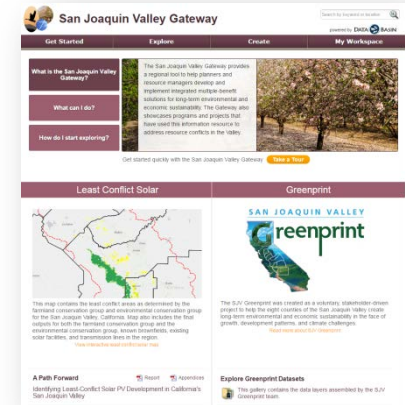 San Joaquin Valley Gateway
Search by keyword or location
powered by DATA BASIN
Get Started
Explore
Create
My Workspace
What is the San Joaquin Valley
Gateway?
What can I do?
How do I start exploring?
The San Joaquin Valley Gateway provides
a regional tool to help planners and
resource managers develop and
implement integrated multiple-benefit
solutions for long-term environmental and
economic sustainability. The Gateway also
showcases programs and projects that
have used this information resource to
address resource conflicts in the Valley.
Get started quickly with the San Joaquin Valley Gateway
Take a Tour
Least Conflict Solar
This map contains the least conflict areas as determined by the
farmland conservation group and environmental conservation group
for the San Joaquin Valley, California. Map also includes the final
outputs for both the farmland conservation group and the
environmental conservation group, known brownfields, existing
solar facilities, and transmission lines in the region.
View interactive least conflict solar map
A Path Forward
Report
Appendices
Identifying Least-Conflict Solar PV Development in California's
San Joaquin Valley
Greenprint
SAN JOAQUIN VALLEY
Greenprint
The SJV Greenprint was created as a voluntary, stakeholder-driven
project to help the eight counties of the San Joaquin Valley create
long-term environmental and economic sustainability in the face of
growth, development patterns, and climate challenges.
Read more about SJV Greenprint
Explore Greenprint Datasets
This gallery contains the data layers assembled by the SJV
Greenprint team.